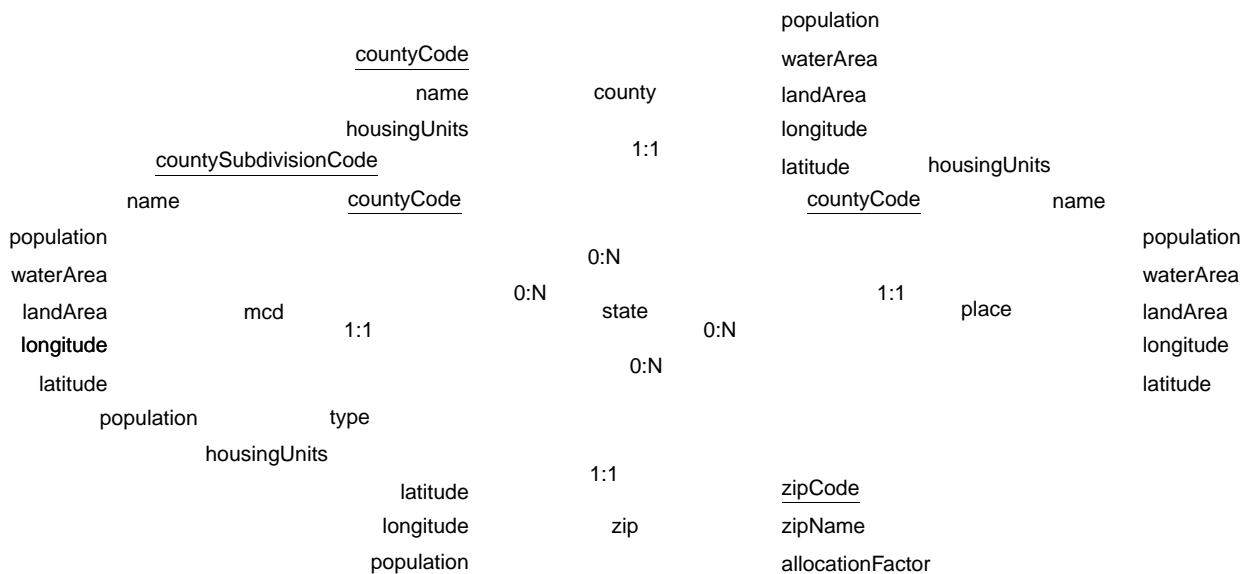 population
countyCode
waterArea
name
county
landArea
housingUnits
longitude
1:1
countySubdivisionCode
latitude
housingUnits
name
countyCode
countyCode
name
population
population
0:N
waterArea
waterArea
0:N
1:1
landArea
mcd
state
place
landArea
1:1
0:N
longitude
longitude
0:N
latitude
latitude
population
type
housingUnits
1:1
latitude
zipCode
longitude
zip
zipName
population
allocationFactor